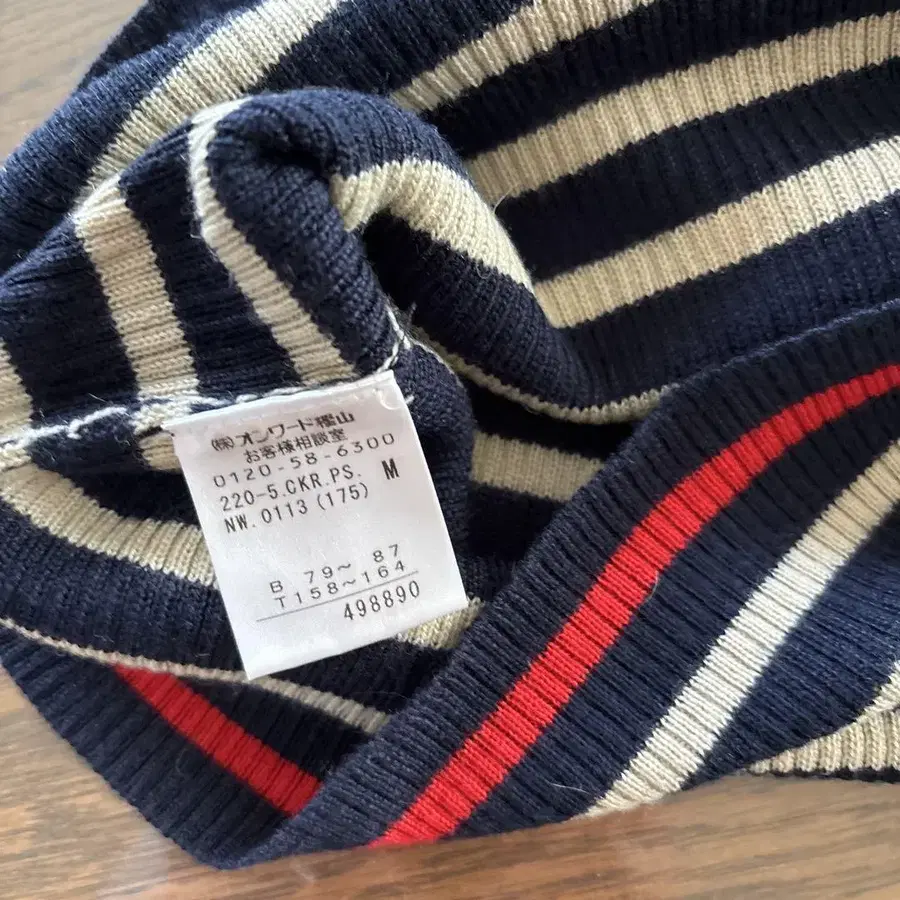 ㈱オンワード樫山
お客様相談室
0120-58-6300
220-5.CKR.PS. M
NW.0113(175)
B 79～ 87
T158～164
498890